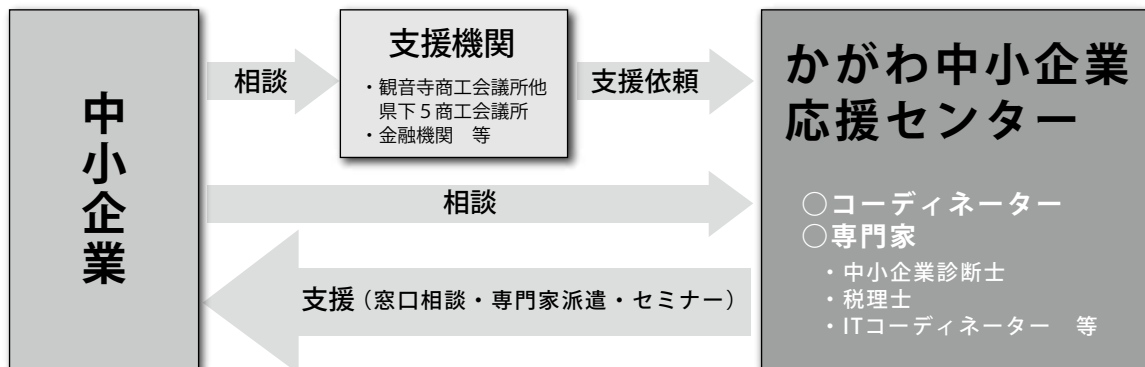 中小企業
相談
支援機関
・観音寺商工会議所他
県下5商工会議所
・金融機関　等
支援依頼
かがわ中小企業
応援センター
相談
○コーディネーター
○専門家
・中小企業診断士
・税理士
・ITコーディネーター　等
支援（窓口相談・専門家派遣・セミナー）